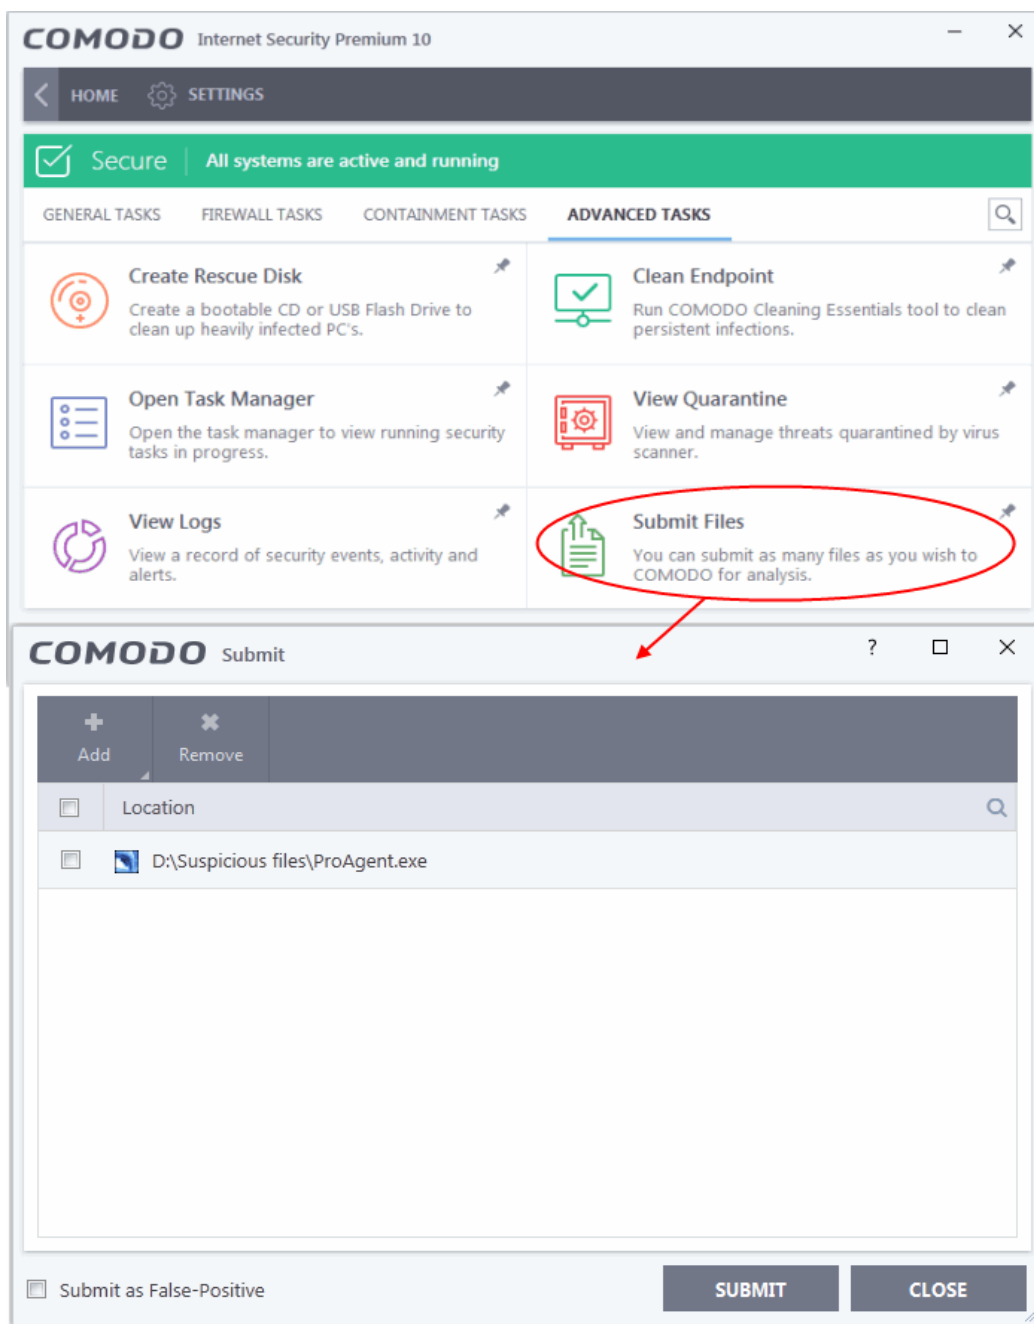 COMODO Internet Security Premium 10
HOME SETTINGS
Secure All systems are active and running
GENERAL TASKS FIREWALL TASKS CONTAINMENT TASKS ADVANCED TASKS
Create Rescue Disk
Create a bootable CD or USB Flash Drive to
clean up heavily infected PC's.
Clean Endpoint
Run COMODO Cleaning Essentials tool to clean
persistent infections.
Open Task Manager
Open the task manager to view running security
tasks in progress.
View Quarantine
View and manage threats quarantined by virus
scanner.
View Logs
View a record of security events, activity and
alerts.
Submit Files
You can submit as many files as you wish to
COMODO for analysis.
COMODO Submit ?
Add Remove
Location
D:\Suspicious files\ProAgent.exe
Submit as False-Positive SUBMIT CLOSE